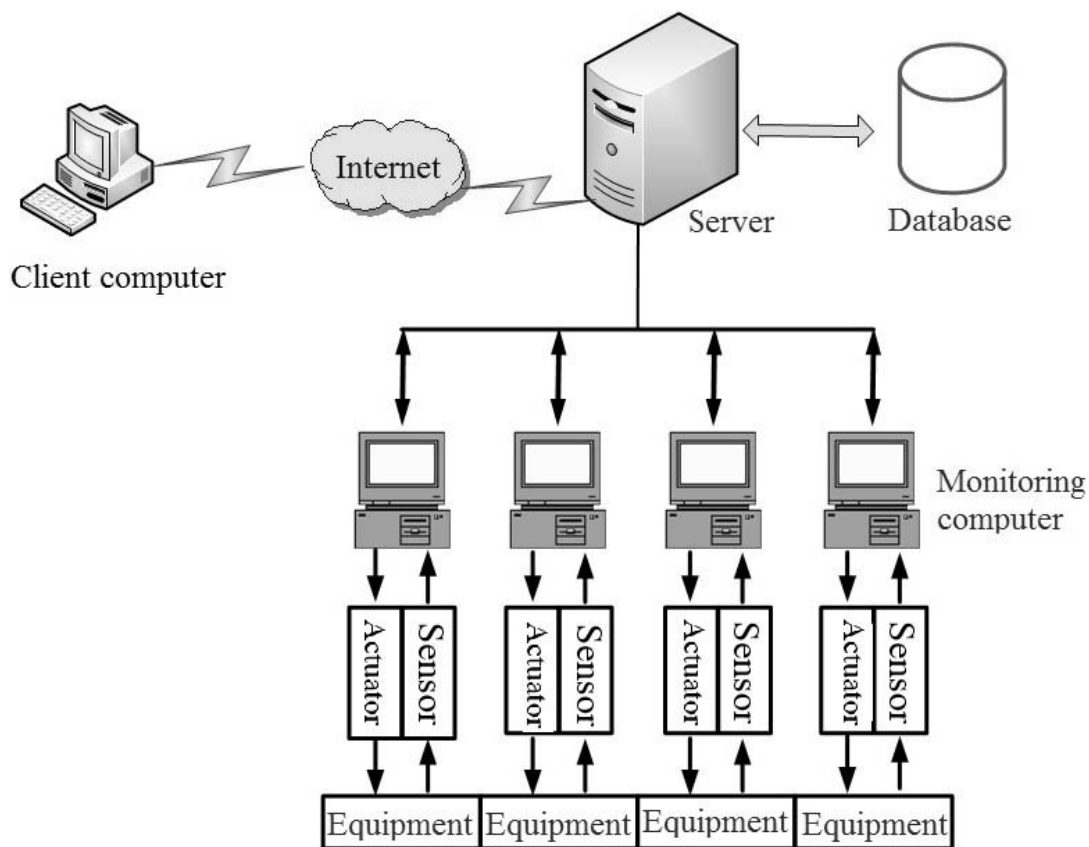 Internet
Server
Database
Client computer
Monitoring
computer
Actuator
Sensor
Actuator
Sensor
Actuator
Sensor
Actuator
Sensor
Equipment
Equipment
Equipment
Equipment